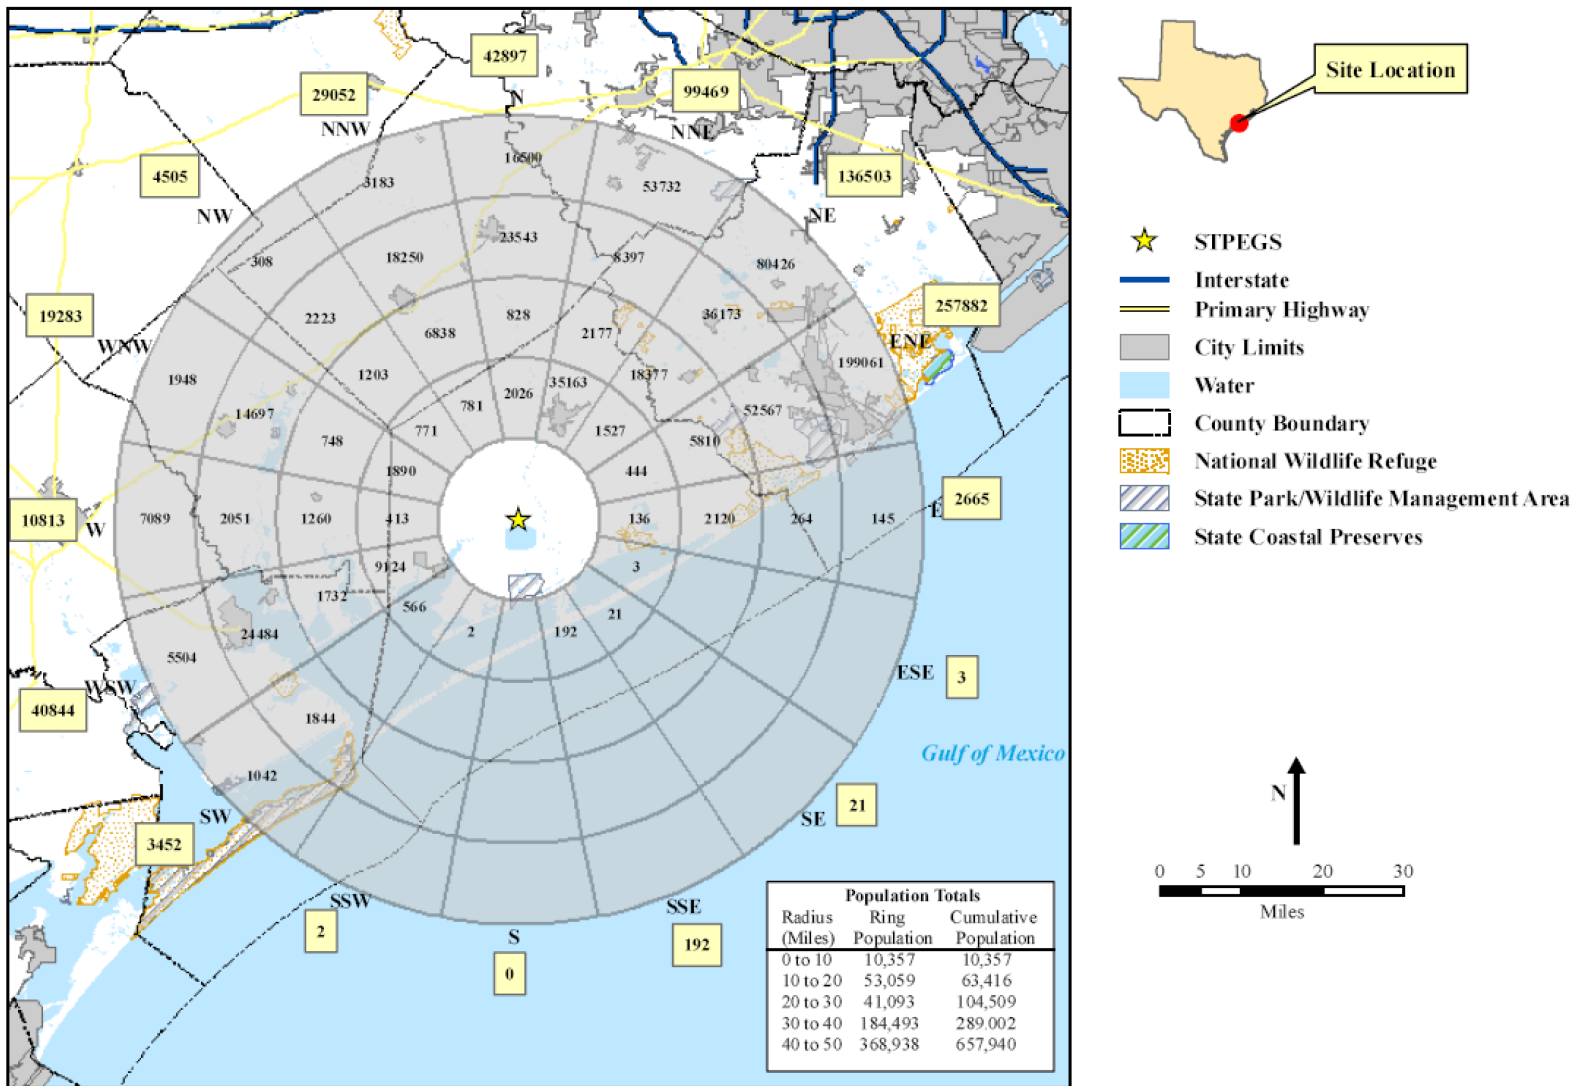 42897
N
29052
NNW
99469
NNE
4505
NW
136503
NE
16500
3183
53732
23543
18250
8397
80426
308
19283
WNW
257882
ENE
2223
6838
828
2177
36173
199061
1948
1203
781
2026
35163
18377
52567
14697
748
771
1527
5810
1890
444
10813
W
7089
2051
1260
413
136
2120
264
145
E
2665
9124
3
1732
566
2
192
21
24484
5504
WSW
40844
ESE
3
1844
1042
Gulf of Mexico
SW
3452
SE
21
SSW
2
S
0
SSE
192
Population Totals
Radius Ring Cumulative
(Miles) Population Population
0 to 10 10,357 10,357
10 to 20 53,059 63,416
20 to 30 41,093 104,509
30 to 40 184,493 289.002
40 to 50 368,938 657,940
Site Location
STPEGS
Interstate
Primary Highway
City Limits
Water
County Boundary
National Wildlife Refuge
State Park/Wildlife Management Area
State Coastal Preserves
N
0 5 10 20 30
Miles